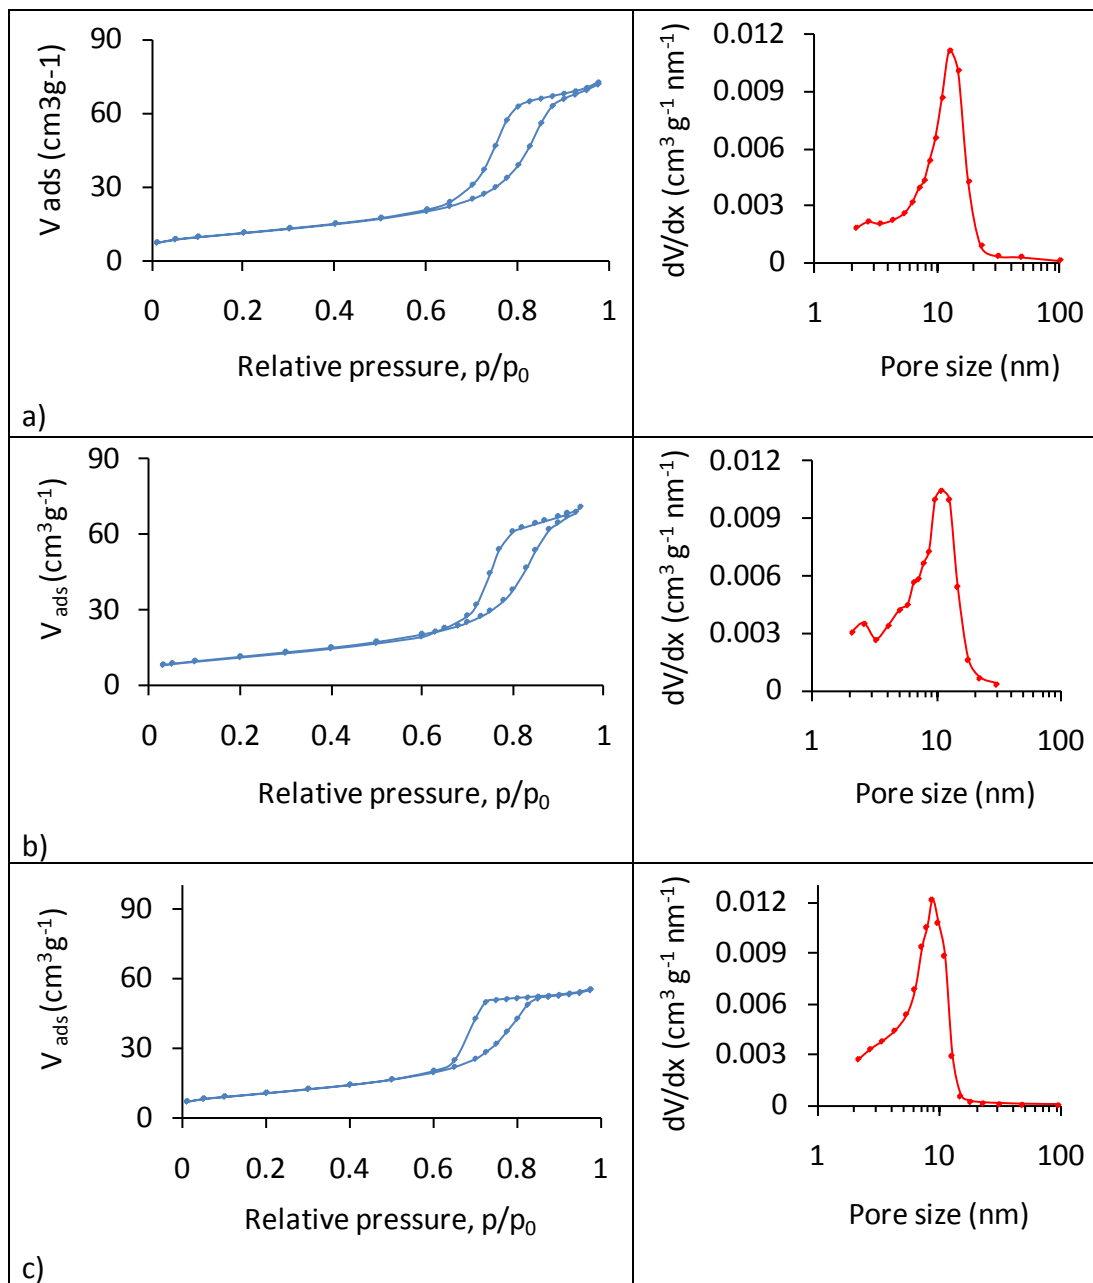 V ads (cm3g-1)
90
60
30
0
0 0.2 0.4 0.6 0.8 1
Relative pressure, p/p₀
a)
dV/dx (cm³ g⁻¹ nm⁻¹)
0.012
0.009
0.006
0.003
0
1 10 100
Pore size (nm)
V ads (cm³g⁻¹)
90
60
30
0
0 0.2 0.4 0.6 0.8 1
Relative pressure, p/p₀
b)
dV/dx (cm³ g⁻¹ nm⁻¹)
0.012
0.009
0.006
0.003
0
1 10 100
Pore size (nm)
V ads (cm³g⁻¹)
90
60
30
0
0 0.2 0.4 0.6 0.8 1
Relative pressure, p/p₀
c)
dV/dx (cm³ g⁻¹ nm⁻¹)
0.012
0.009
0.006
0.003
0
1 10 100
Pore size (nm)